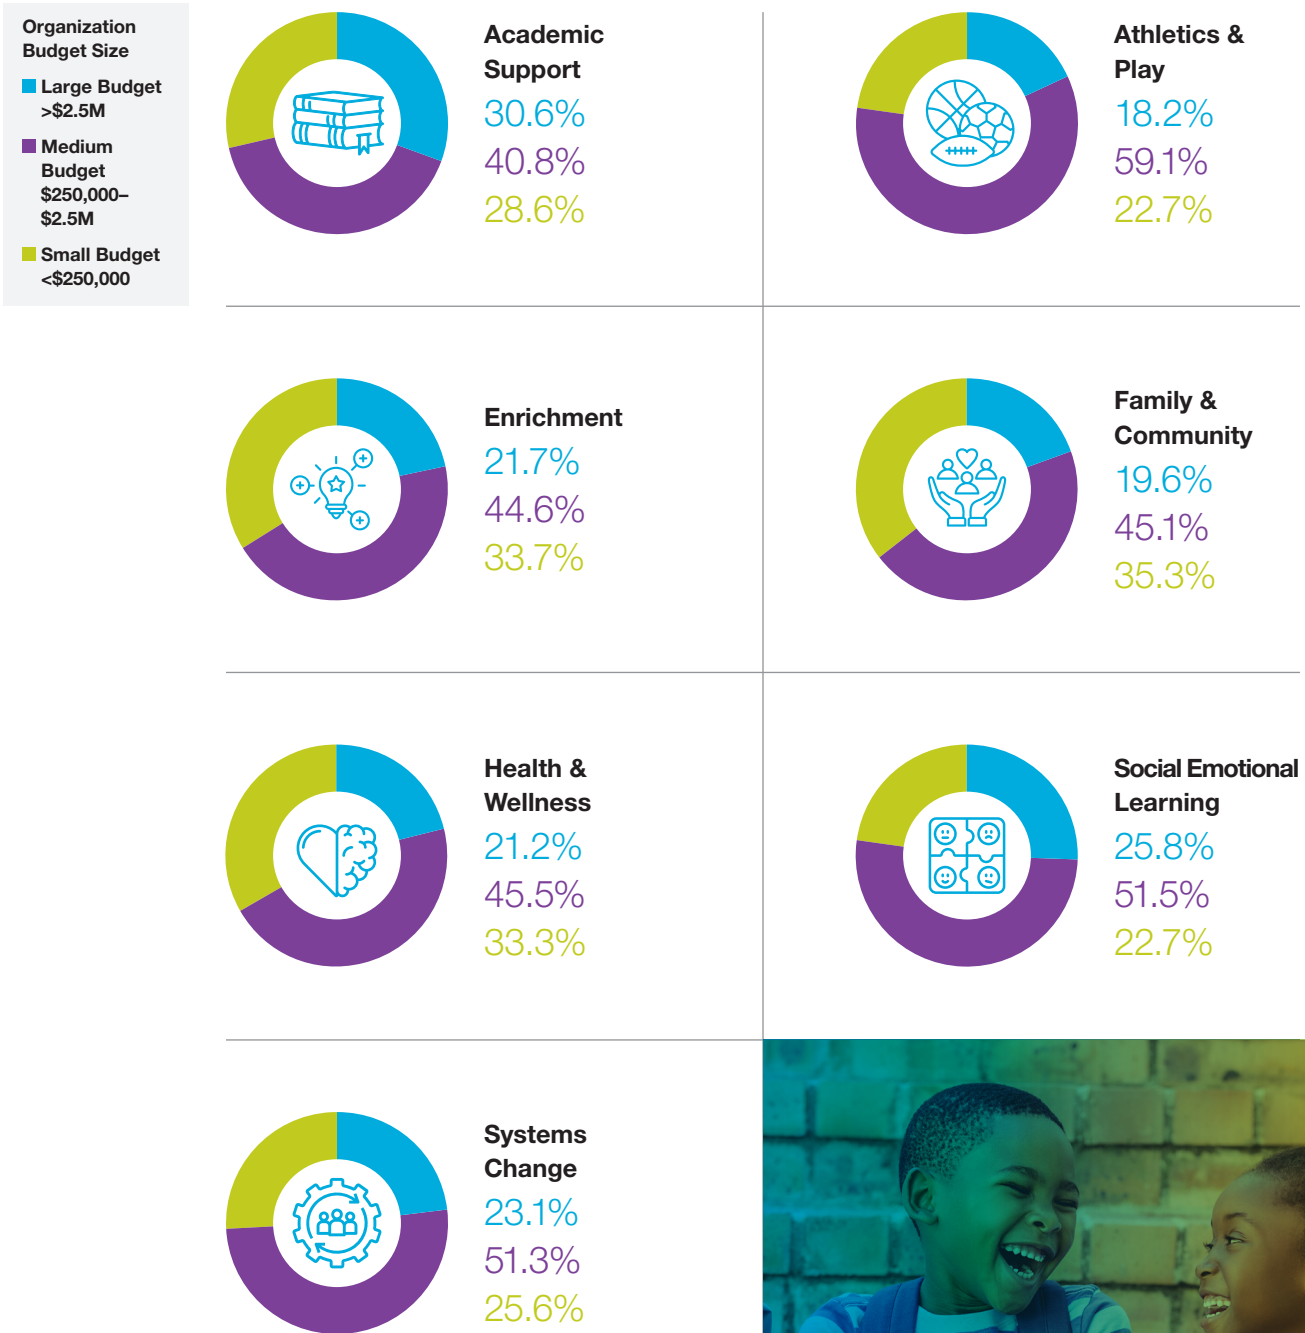 Organization
Budget Size
Large Budget
>$2.5M
Medium
Budget
$250,000–
$2.5M
Small Budget
<$250,000
Academic
Support
30.6%
40.8%
28.6%
Athletics &
Play
18.2%
59.1%
22.7%
Enrichment
21.7%
44.6%
33.7%
Family &
Community
19.6%
45.1%
35.3%
Health &
Wellness
21.2%
45.5%
33.3%
Social Emotional
Learning
25.8%
51.5%
22.7%
Systems
Change
23.1%
51.3%
25.6%